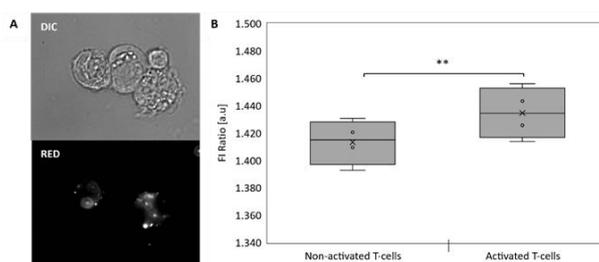 A
DIC
RED
B
FI Ratio [a.u]
1.500
1.480
1.460
1.440
1.420
1.400
1.380
1.360
1.340
**
Non-activated T-cells
Activated T-cells